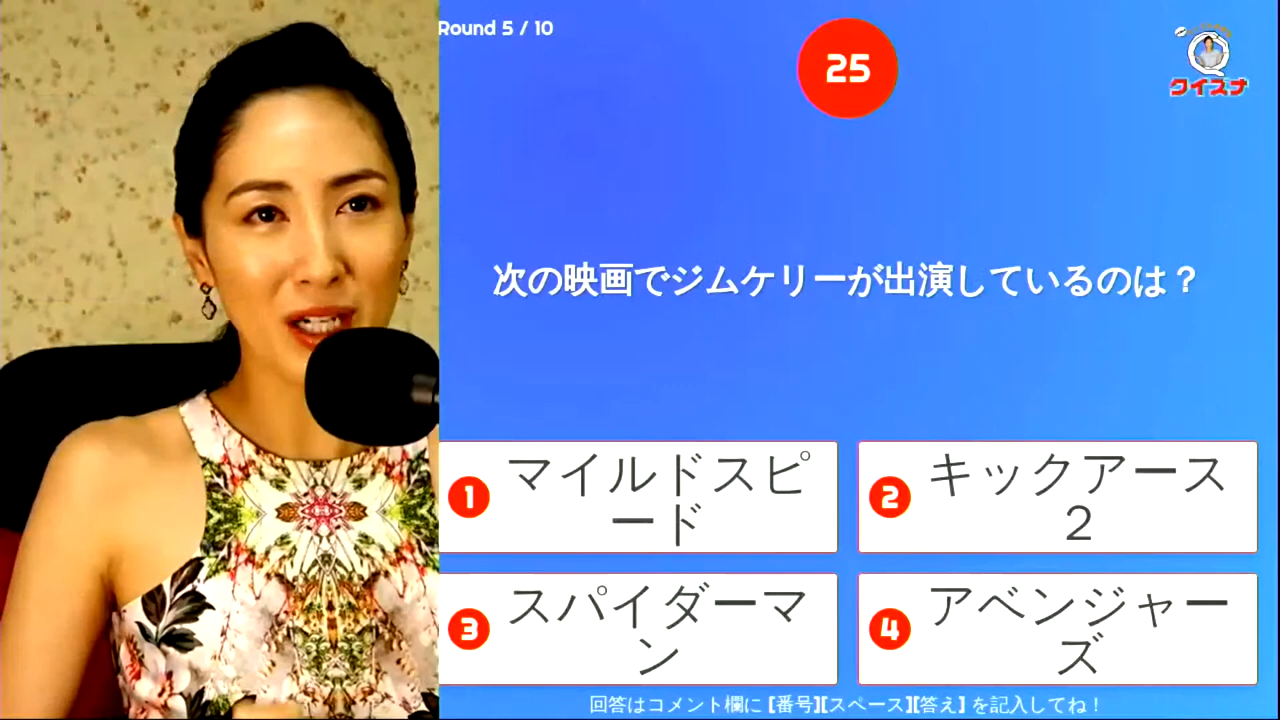 Round 5 / 10
25
クイズナ
次の映画でジムケリーが出演しているのは？
1
マイルドスピ
ード
2
キックアース
２
3
スパイダーマ
ン
4
アベンジャー
ズ
回答はコメント欄に [番号][スペース][答え] を記入してね！